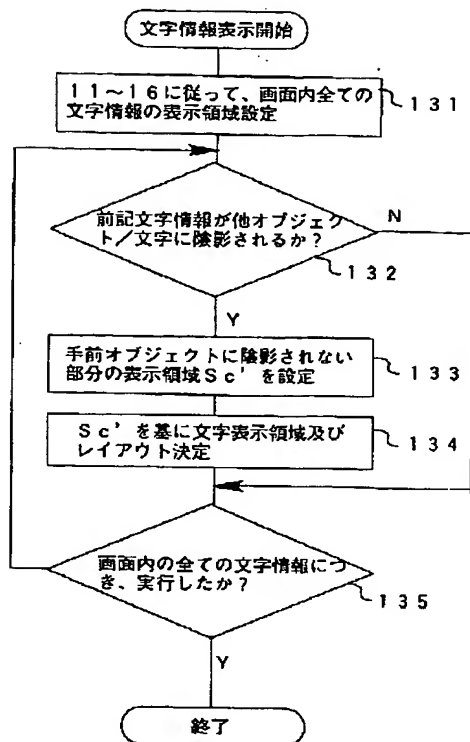 文字情報表示開始
11～16に従って、画面内全ての
文字情報の表示領域設定
131
前記文字情報が他オブジェク
ト／文字に陰影されるか？
N
132
Y
手前オブジェクトに陰影されない
部分の表示領域Sc'を設定
133
Sc'を基に文字表示領域及び
レイアウト決定
134
画面内の全ての文字情報につ
き、実行したか？
135
Y
終了